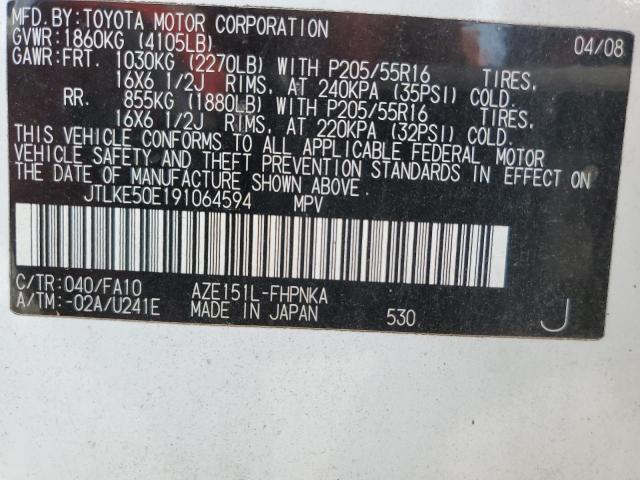 MFD.BY:TOYOTA MOTOR CORPORATION 04/08
GVWR:1860KG (4105LB)
GAWR:FRT. 1030KG (2270LB) WITH P205/55R16 TIRES,
16X6 1/2J RIMS, AT 240KPA (35PSI) COLD.
RR. 855KG (1880LB) WITH P205/55R16 TIRES,
16X6 1/2J RIMS, AT 220KPA (32PSI) COLD.
THIS VEHICLE CONFORMS TO ALL APPLICABLE FEDERAL MOTOR
VEHICLE SAFETY AND THEFT PREVENTION STANDARDS IN EFFECT ON
THE DATE OF MANUFACTURE SHOWN ABOVE.
JTLKE50E191064594 MPV
C/TR:040/FA10 AZE151L-FHPNKA
A/TM:-02A/U241E MADE IN JAPAN 530 J